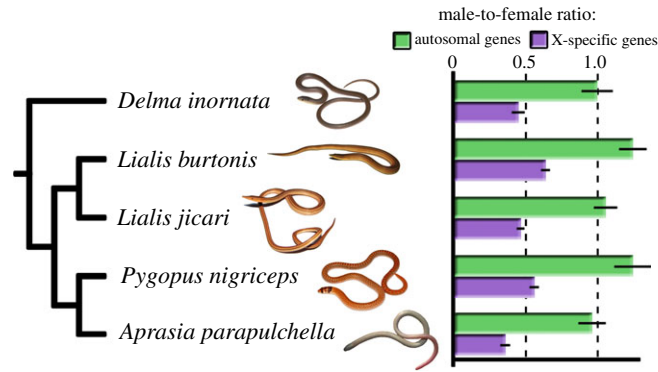 male-to-female ratio:
autosomal genes X-specific genes
0 0.5 1.0
Delma inornata
Lialis burtonis
Lialis jicari
Pygopus nigriceps
Aprasia parapulchella